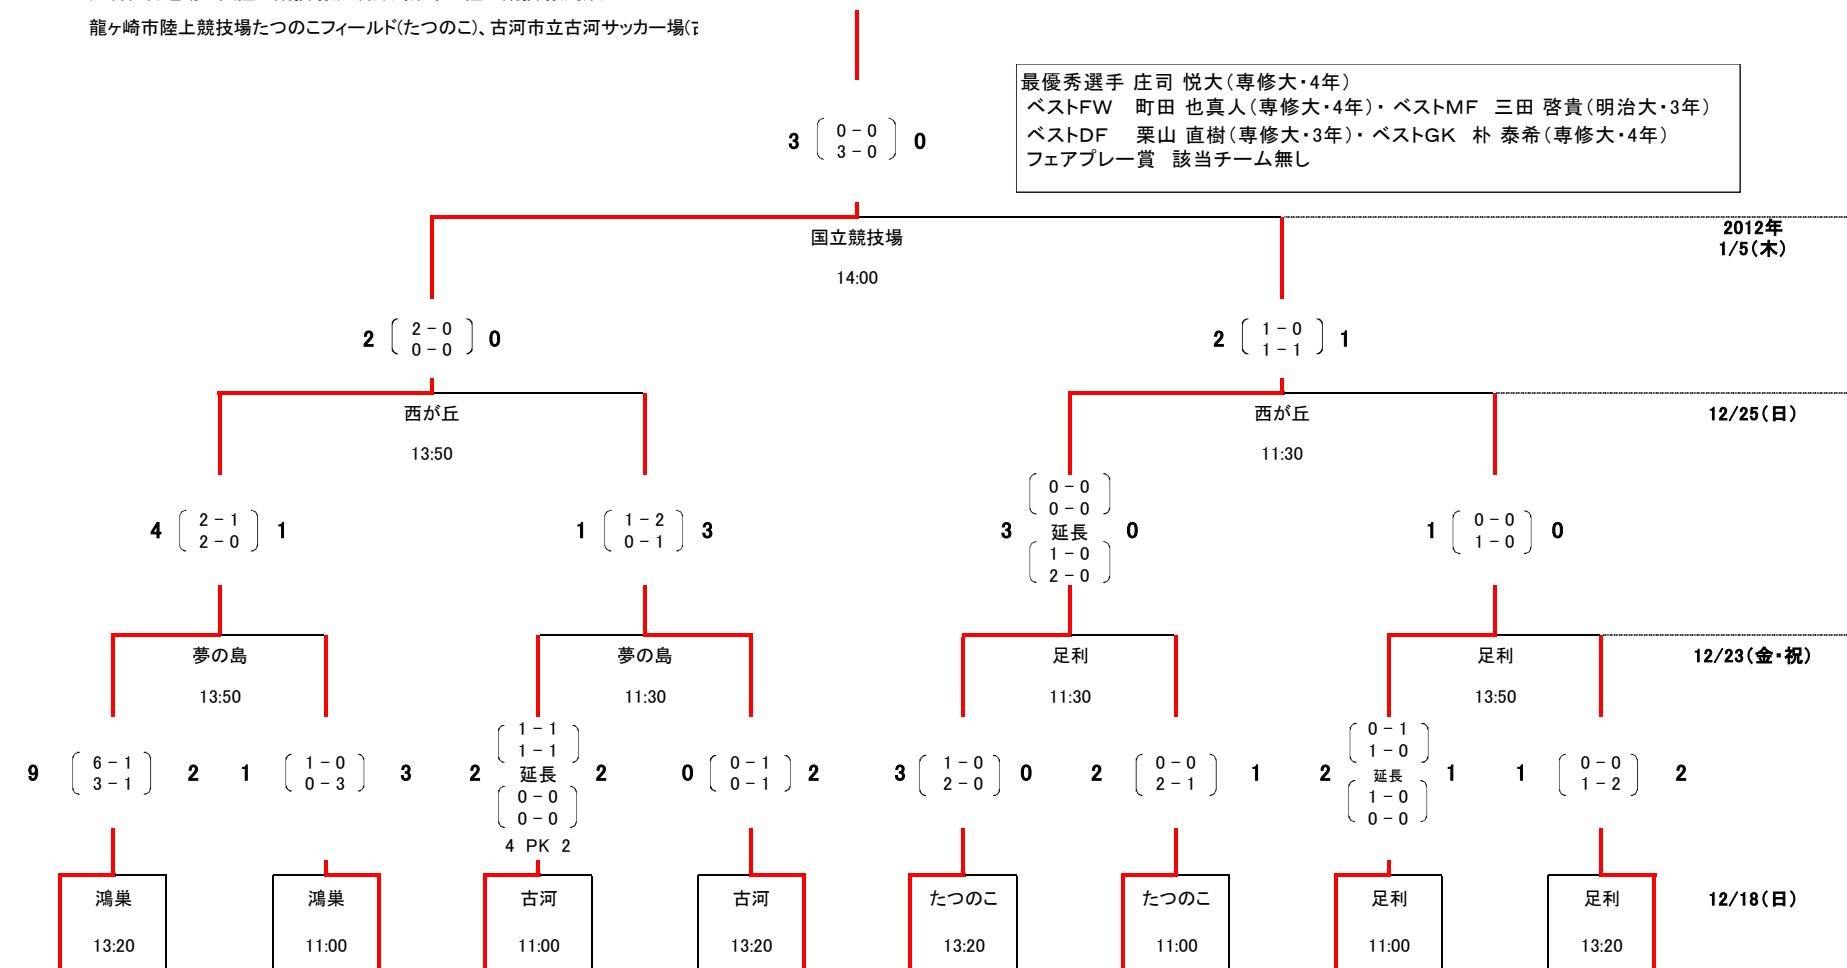 龍ヶ崎市陸上競技場たつのこフィールド(たつのこ)、古河市立古河サッカー場(
最優秀選手 庄司 悦大(専修大・4年)
ベストFW 町田 也真人(専修大・4年)・ ベストMF 三田 啓貴(明治大・3年)
ベストDF 栗山 直樹(専修大・3年)・ ベストGK 朴 泰希(専修大・4年)
フェアプレー賞 該当チーム無し
3 0－0 0
3－0
国立競技場
14:00
2012年
1/5(木)
2 2－0 0
0－0
2 1－0 1
1－1
西が丘
13:50
西が丘
11:30
12/25(日)
4 2－1 1
2－0
1 1－2 3
0－1
0－0
0－0
3 延長 0
1－0
2－0
1 0－0 0
1－0
夢の島
13:50
夢の島
11:30
足利
11:30
足利
13:50
12/23(金・祝)
9 6－1 2
3－1
1 1－0 3
0－3
1－1
1－1
2 延長 2
0－0
0－0
4 PK 2
0 0－1 2
0－1
3 1－0 0
2－0
2 0－0 1
2－1
0－1
1－0
2 延長 1
1－0
0－0
1 0－0 2
1－2
鴻巣
13:20
鴻巣
11:00
古河
11:00
古河
13:20
たつのこ
13:20
たつのこ
11:00
足利
11:00
足利
13:20
12/18(日)